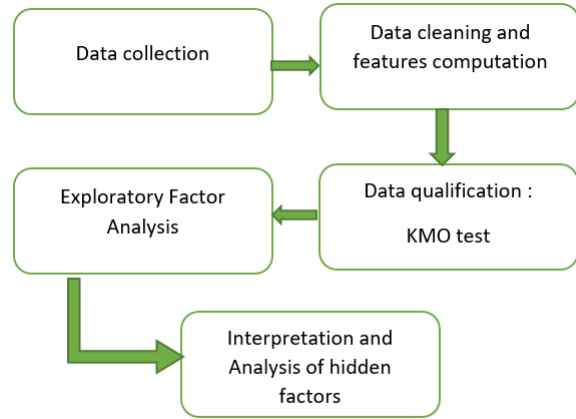 Data collection
Data cleaning and
features computation
Data qualification :
KMO test
Exploratory Factor
Analysis
Interpretation and
Analysis of hidden
factors